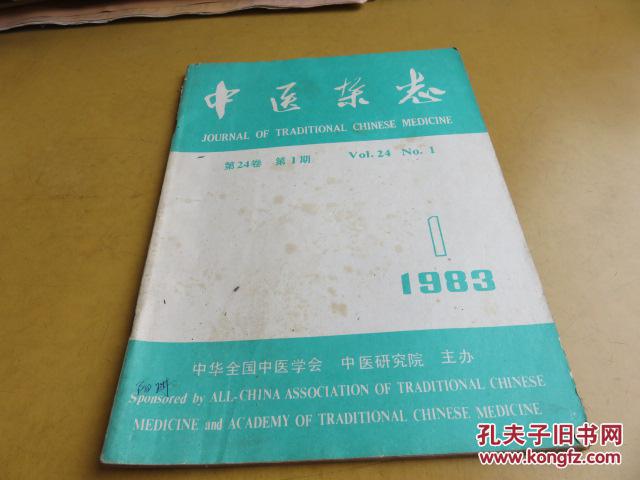 中医杂志
JOURNAL OF TRADITIONAL CHINESE MEDICINE
第24卷 第1期 Vol.24 No.1
1
1983
中华全国中医学会 中医研究院 主办
Sponsored by ALL-CHINA ASSOCIATION OF TRADITIONAL CHINESE
MEDICINE and ACADEMY OF TRADITIONAL CHINESE MEDICINE
孔夫子旧书网
www.kongfz.com